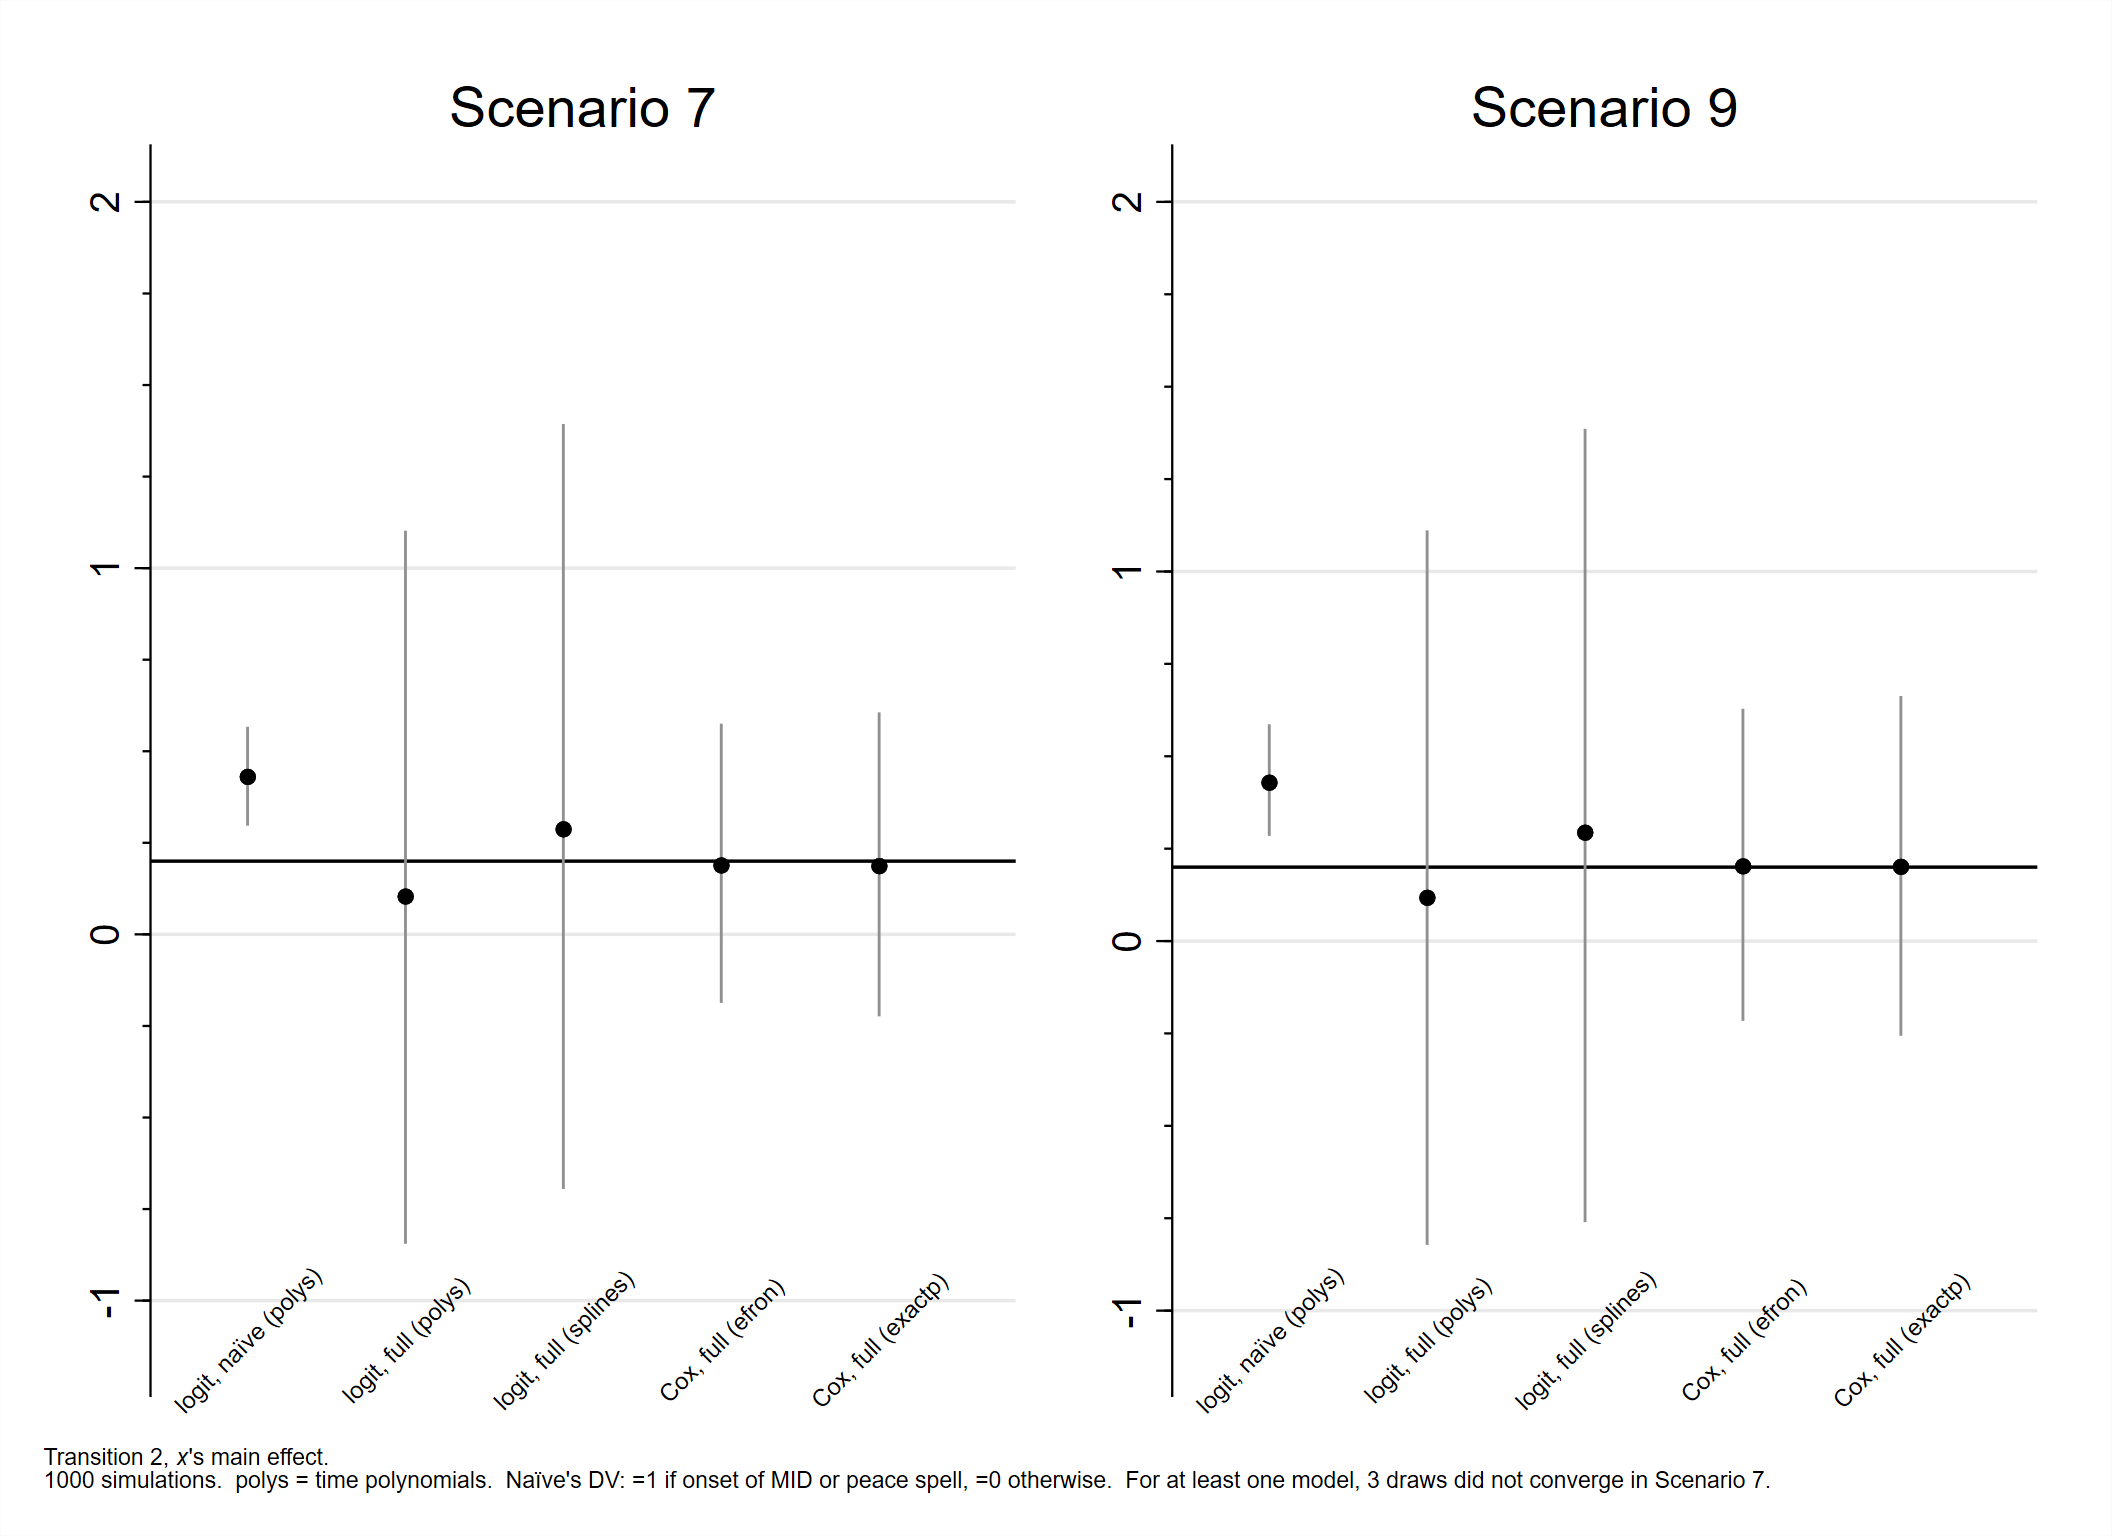 Scenario 7
2
1
0
-1
logit, naïve (polys)
logit, full (polys)
logit, full (splines)
Cox, full (efron)
Cox, full (exactp)
Scenario 9
2
1
0
-1
logit, naïve (polys)
logit, full (polys)
logit, full (splines)
Cox, full (efron)
Cox, full (exactp)
Transition 2, x's main effect.
1000 simulations.  polys = time polynomials.  Naïve's DV: =1 if onset of MID or peace spell, =0 otherwise.  For at least one model, 3 draws did not converge in Scenario 7.